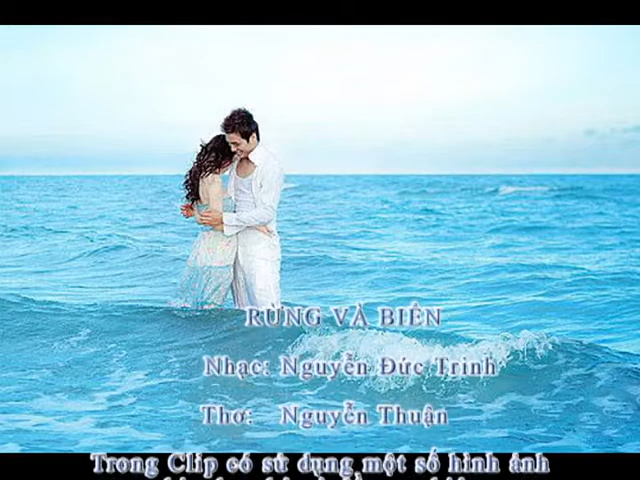 RỪNG VÀ BIỂN
Nhạc: Nguyễn Đức Trinh
Thơ: Nguyễn Thuận
Trong Clip có sử dụng một số hình ảnh